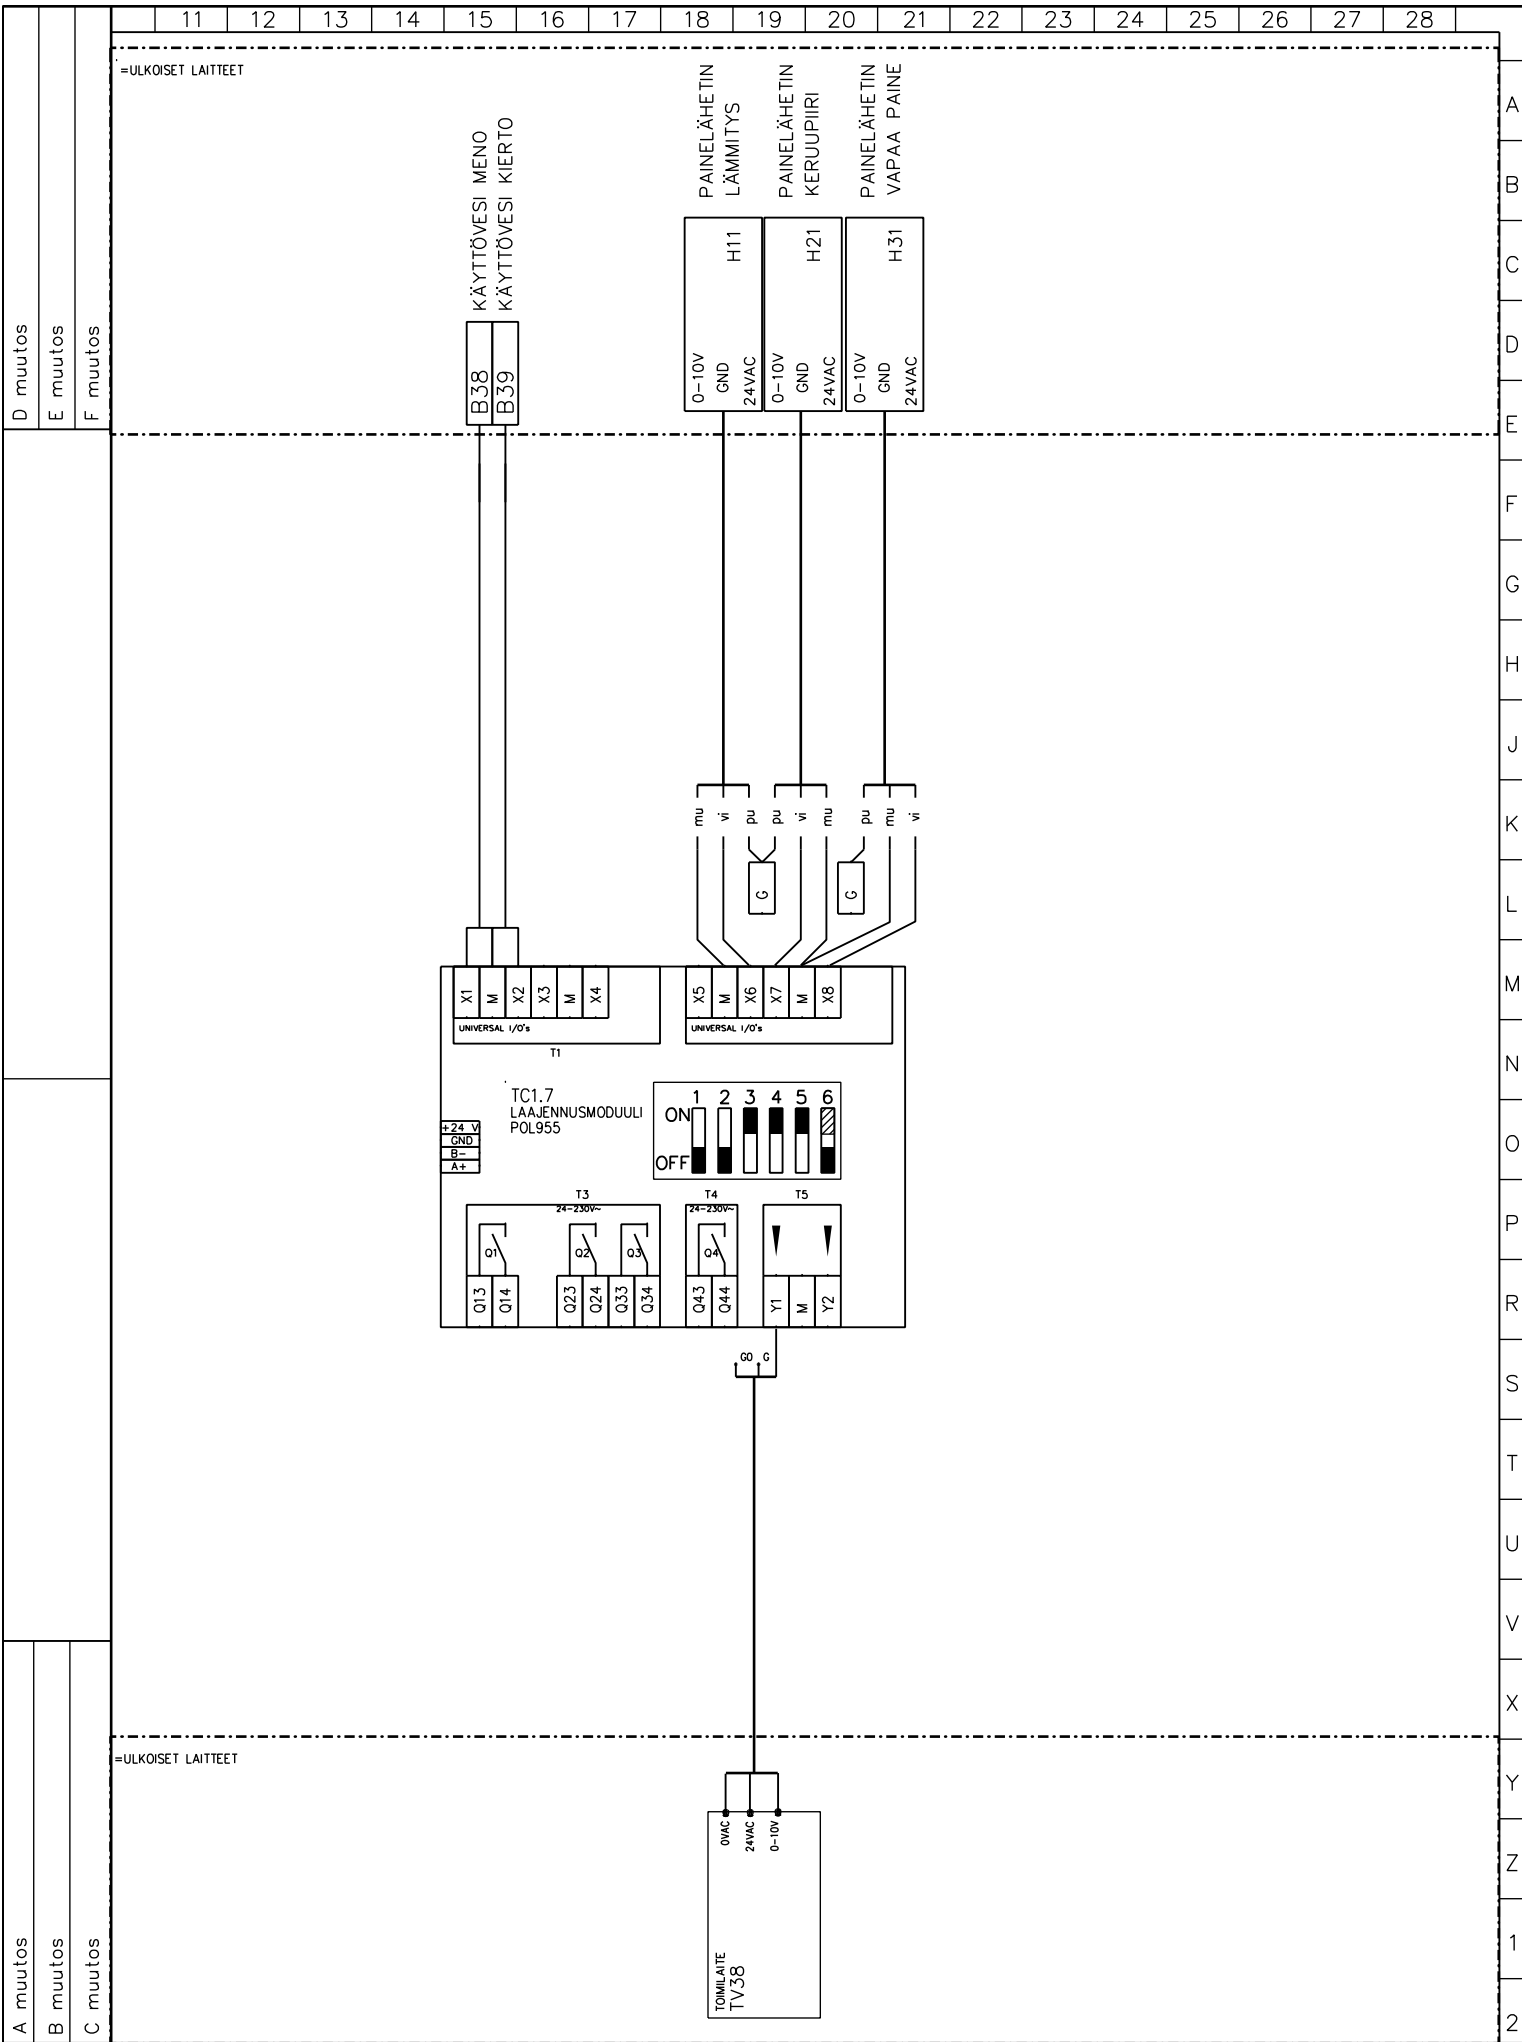 11 12 13 14 15 16 17 18 19 20 21 22 23 24 25 26 27 28
=ULKOISET LAITTEET
D muutos
E muutos
F muutos
KÄYTTÖVESI MENO
KÄYTTÖVESI KIERTO
B38
B39
PAINELÄHETIN
LÄMMITYS
PAINELÄHETIN
KERUUPIIRI
PAINELÄHETIN
VAPAA PAINE
H11
H21
H31
0-10V
GND
24VAC
0-10V
GND
24VAC
0-10V
GND
24VAC
A
B
C
D
E
F
G
H
J
K
L
M
N
O
P
R
S
T
U
V
X
Y
Z
1
2
mu vi pu pu vi mu pu mu vi
G G
X1 M X2 X3 M X4
UNIVERSAL I/O's
T1
X5 M X6 X7 M X8
UNIVERSAL I/O's
TC1.7
LAAJENNUSMODUULI
POL955
+24 V
GND
B-
A+
1 2 3 4 5 6
ON
OFF
T3
24-230V~
T4
24-230V~
T5
Q1 Q2 Q3 Q4
Q13 Q14 Q23 Q24 Q33 Q34 Q43 Q44 Y1 M Y2
G0 G
=ULKOISET LAITTEET
0VAC
24VAC
0-10V
TOIMILAITE
TV38
A muutos
B muutos
C muutos